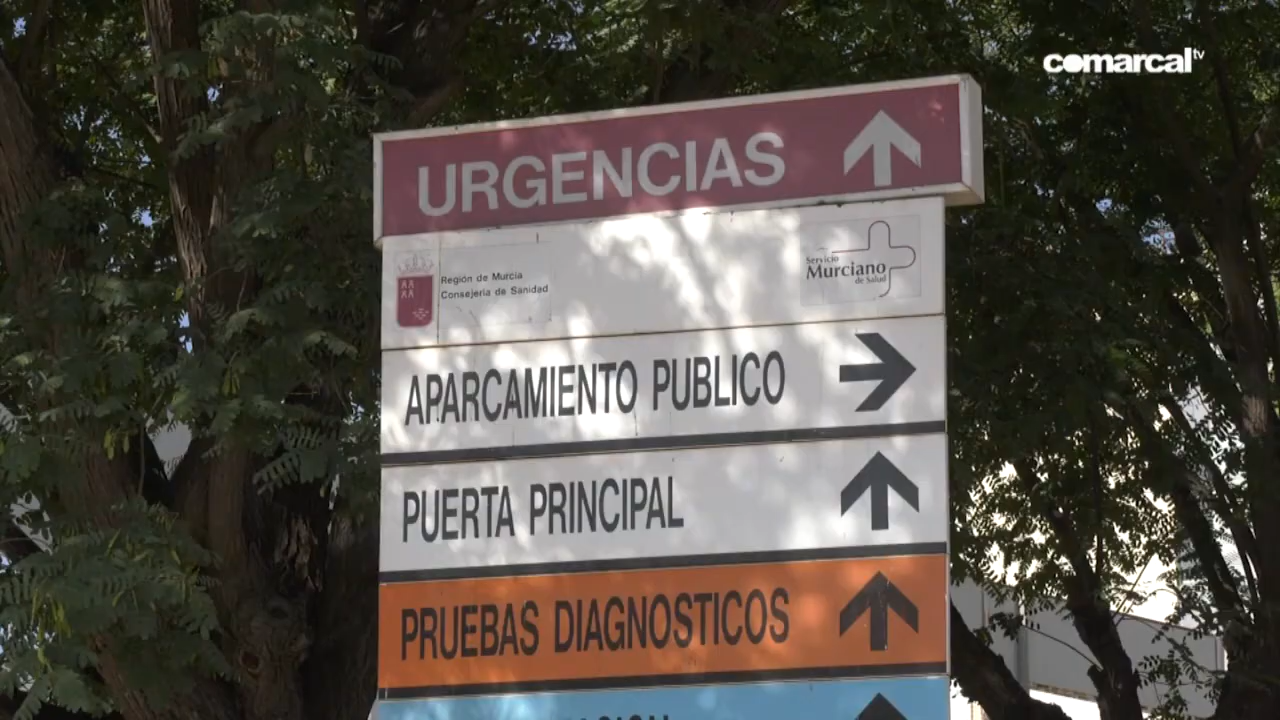 comarcal tv
URGENCIAS
Región de Murcia
Consejería de Sanidad
Servicio
Murciano
de Salud
APARCAMIENTO PUBLICO
PUERTA PRINCIPAL
PRUEBAS DIAGNOSTICOS